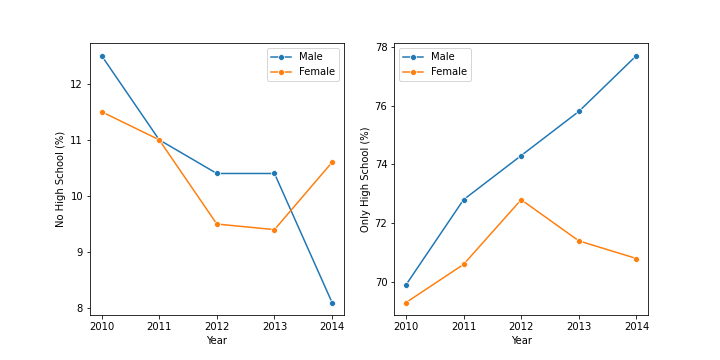 No High School (%)
12
11
10
9
8
Male
Female
2010
2011
2012
2013
2014
Year
Only High School (%)
78
76
74
72
70
Male
Female
2010
2011
2012
2013
2014
Year